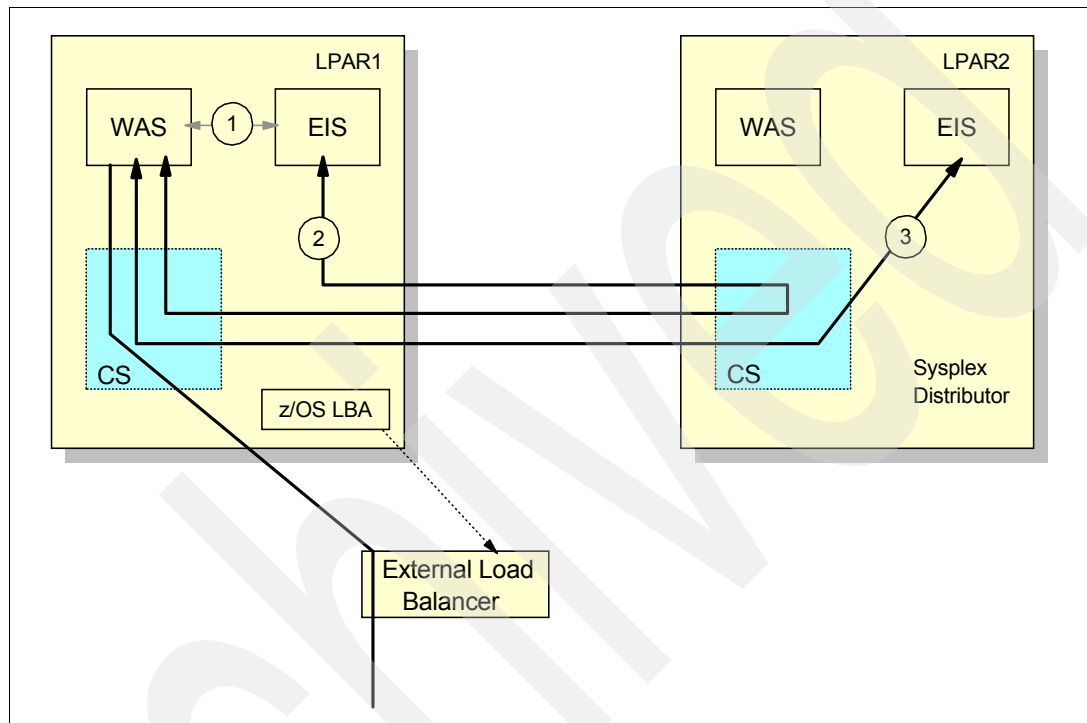 LPAR1
WAS
1
EIS
2
CS
z/OS LBA
LPAR2
WAS
EIS
3
CS
Sysplex
Distributor
External Load
Balancer